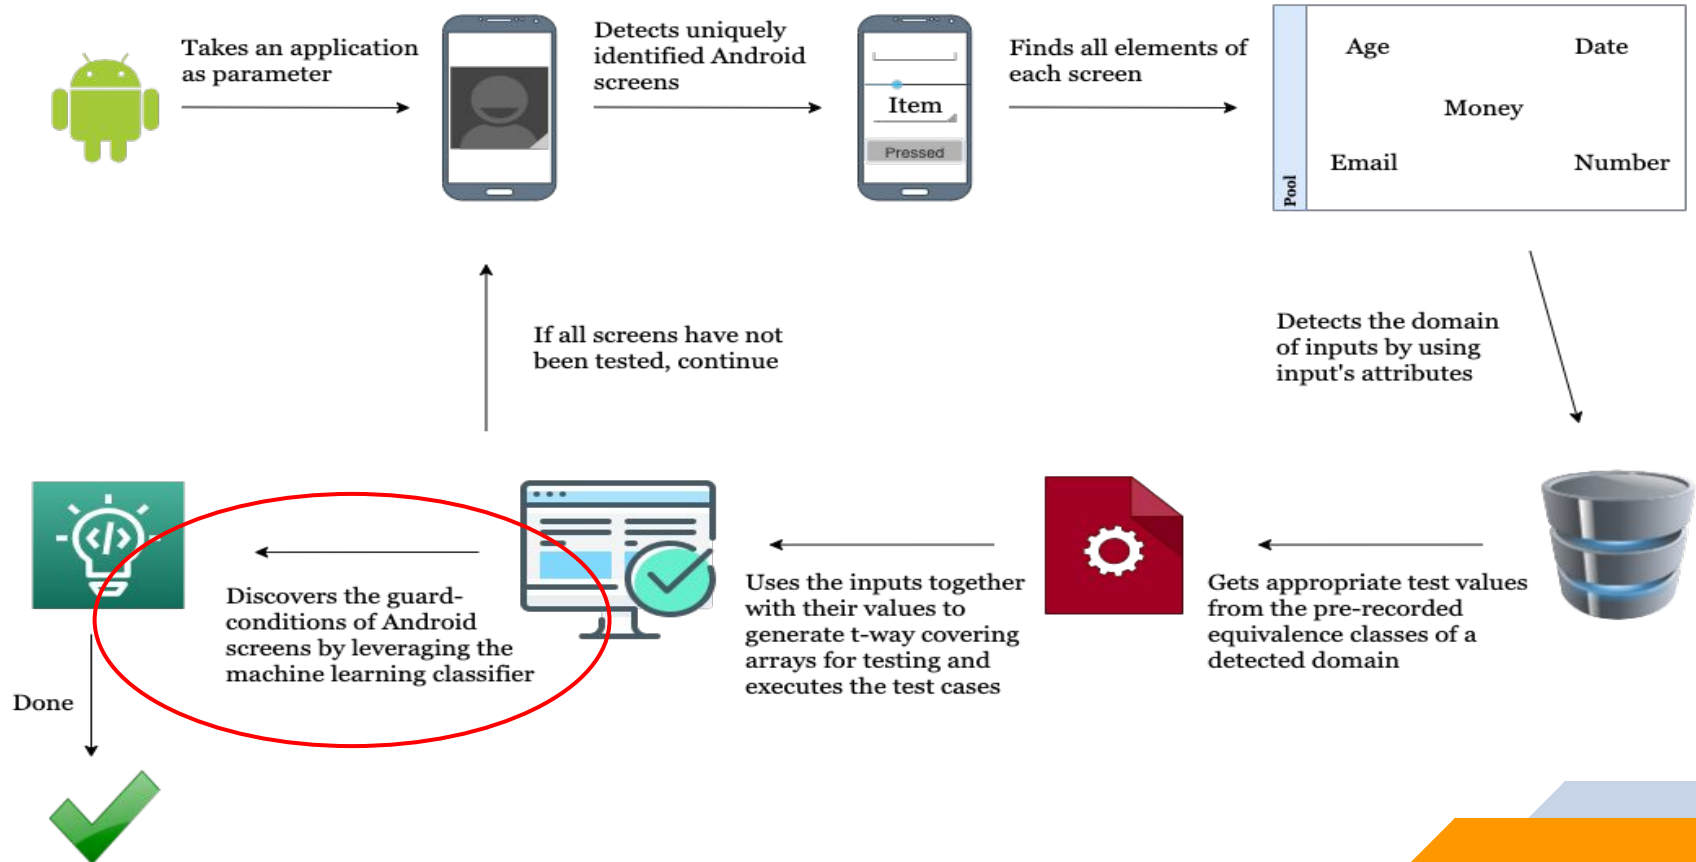 Takes an application
as parameter
Detects uniquely
identified Android
screens
Item
Pressed
Finds all elements of
each screen
Pool
Age
Date
Money
Email
Number
Detects the domain
of inputs by using
input's attributes
Gets appropriate test values
from the pre-recorded
equivalence classes of a
detected domain
Uses the inputs together
with their values to
generate t-way covering
arrays for testing and
executes the test cases
If all screens have not
been tested, continue
</>
Discovers the guard-
conditions of Android
screens by leveraging the
machine learning classifier
Done